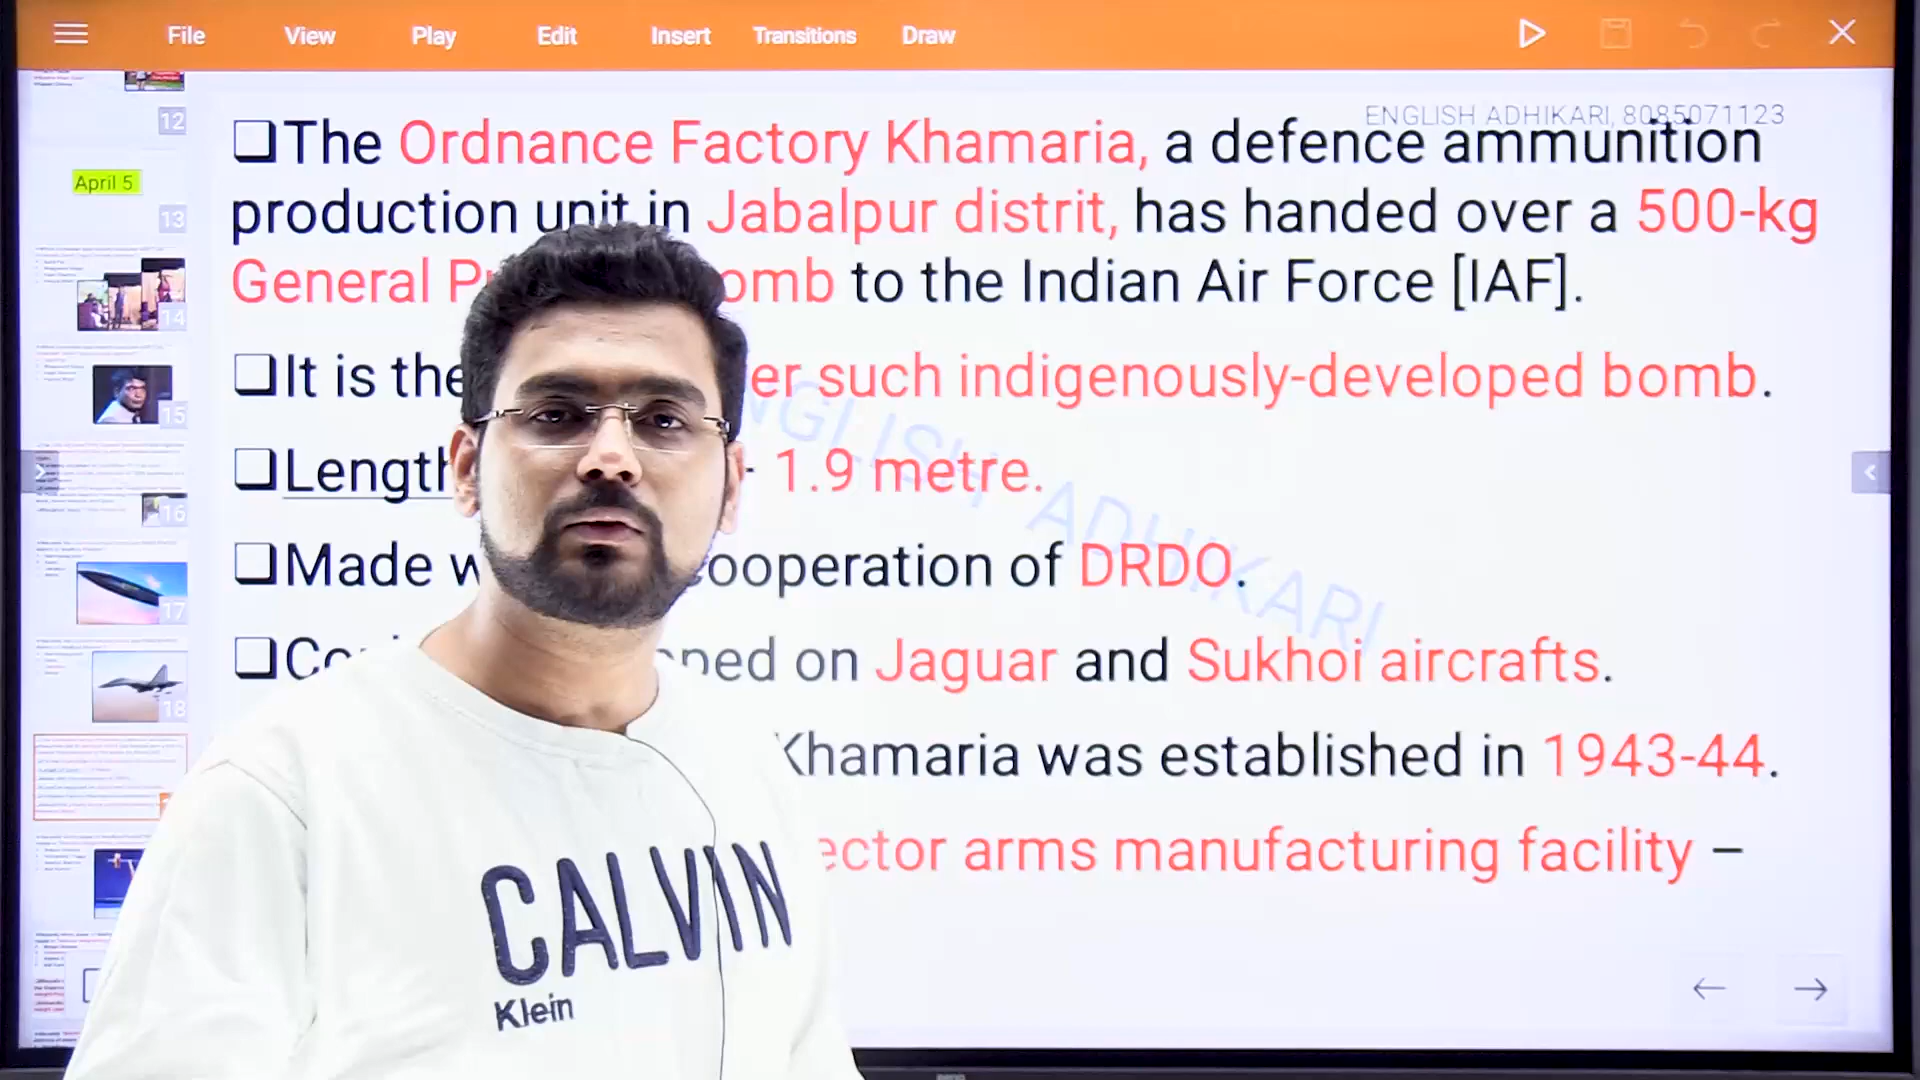 File View Play Edit Insert Transitions Draw
ENGLISH ADHIKARI, 8085071123
12
April 5
13
14
15
16
17
18
The Ordnance Factory Khamaria, a defence ammunition
production unit in Jabalpur distrit, has handed over a 500-kg
General omb to the Indian Air Force [IAF].
It is the er such indigenously-developed bomb.
Length - 1.9 metre.
Made cooperation of DRDO.
pped on Jaguar and Sukhoi aircrafts.
Khamaria was established in 1943-44.
ector arms manufacturing facility –
ENGLISH ADHIKARI
CALVIN
Klein